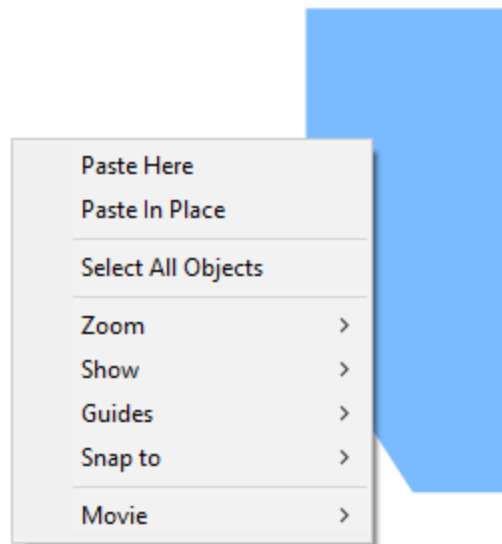 Paste Here
Paste In Place
Select All Objects
Zoom
Show
Guides
Snap to
Movie